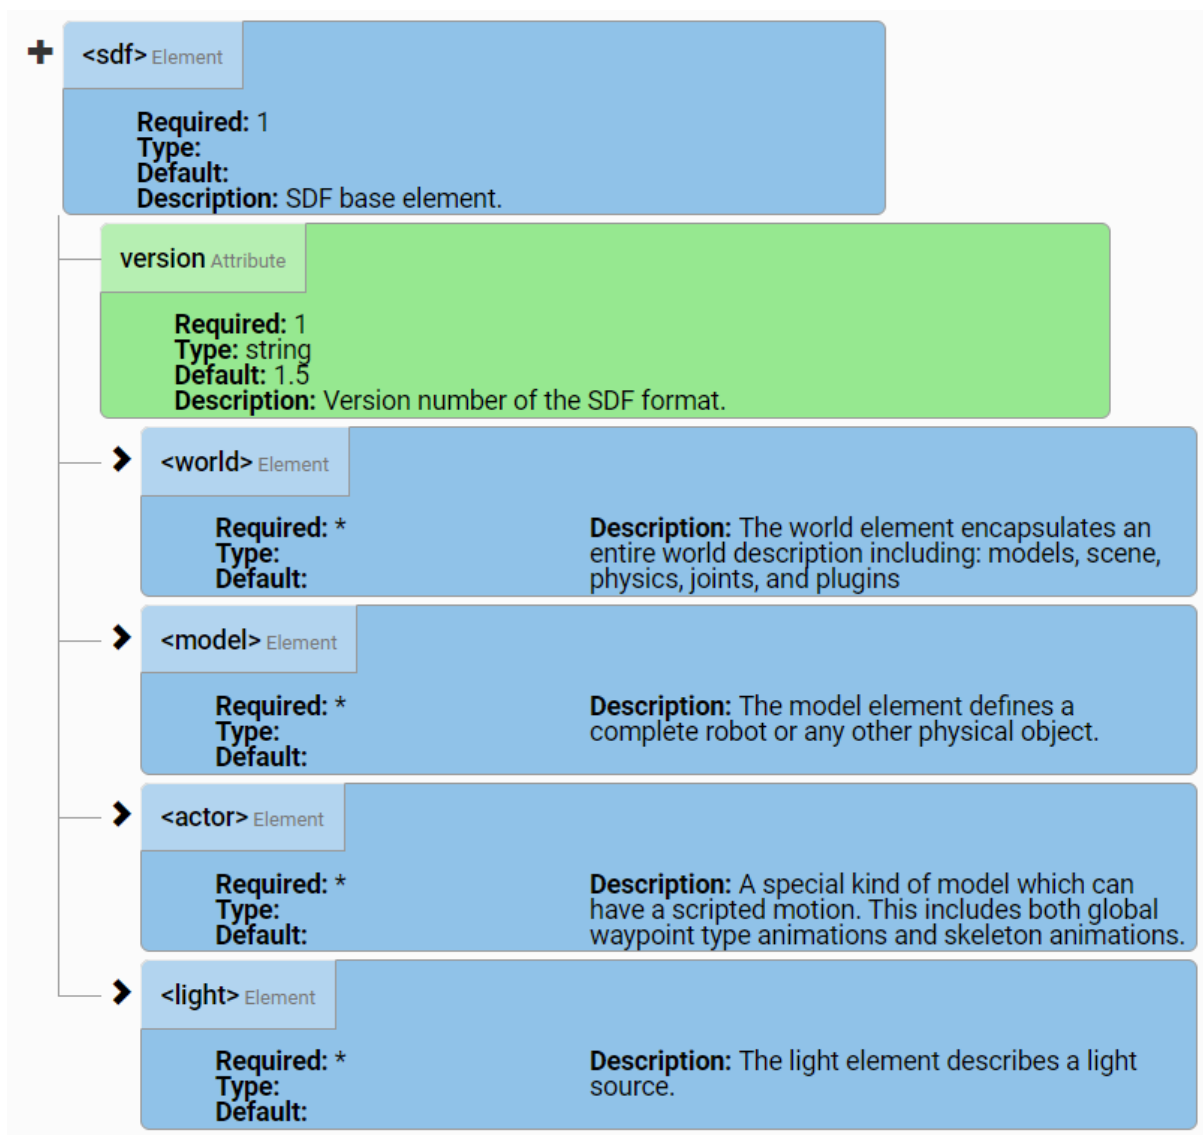 <sdf> Element
Required: 1
Type:
Default:
Description: SDF base element.
version Attribute
Required: 1
Type: string
Default: 1.5
Description: Version number of the SDF format.
<world> Element
Required: *
Type:
Default:
Description: The world element encapsulates an
entire world description including: models, scene,
physics, joints, and plugins
<model> Element
Required: *
Type:
Default:
Description: The model element defines a
complete robot or any other physical object.
<actor> Element
Required: *
Type:
Default:
Description: A special kind of model which can
have a scripted motion. This includes both global
waypoint type animations and skeleton animations.
<light> Element
Required: *
Type:
Default:
Description: The light element describes a light
source.